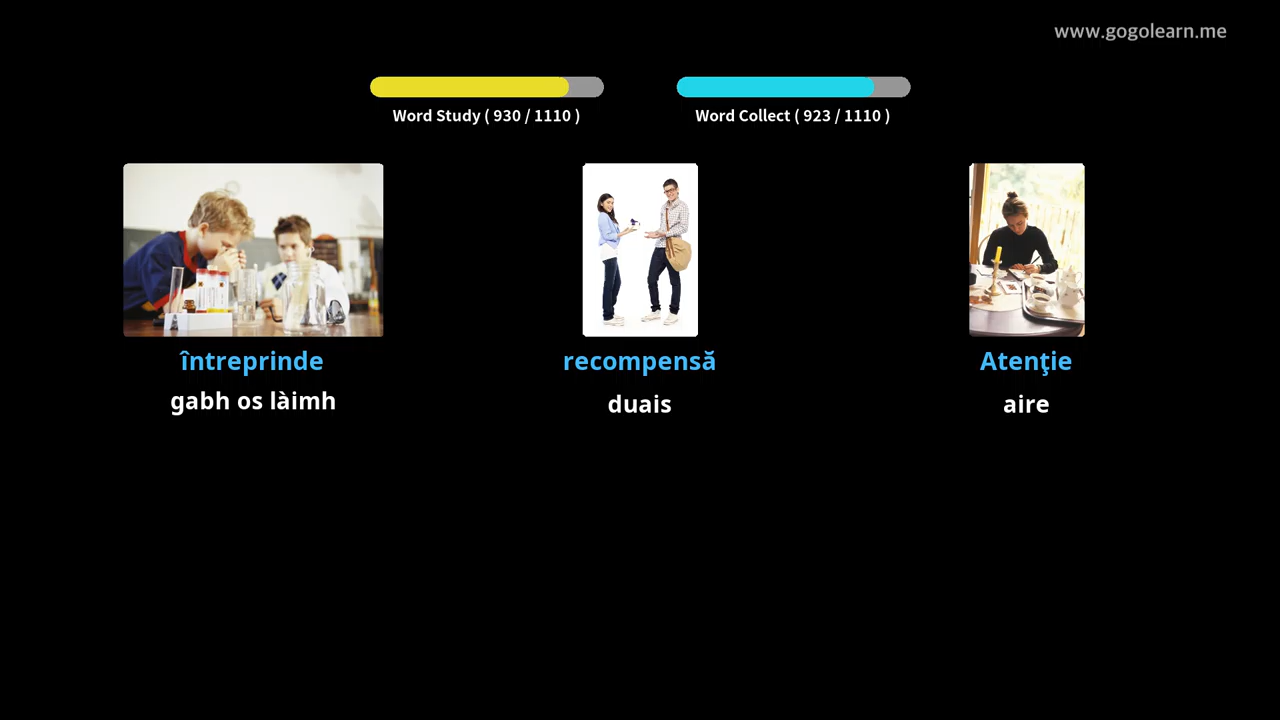 www.gogolearn.me
Word Study ( 930 / 1110 )
Word Collect ( 923 / 1110 )
întreprinde
recompensă
Atenţie
gabh os làimh
duais
aire